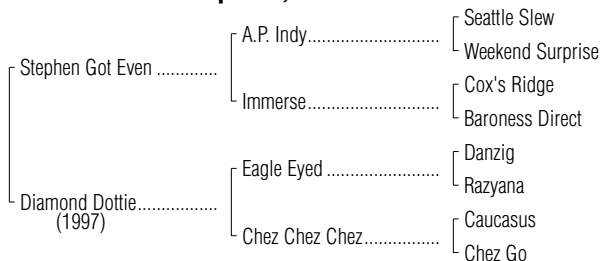 A.P. Indy
Seattle Slew
Weekend Surprise
Stephen Got Even
Immerse
Cox's Ridge
Baroness Direct
Eagle Eyed
Danzig
Razyana
Diamond Dottie
(1997)
Chez Chez Chez
Caucasus
Chez Go